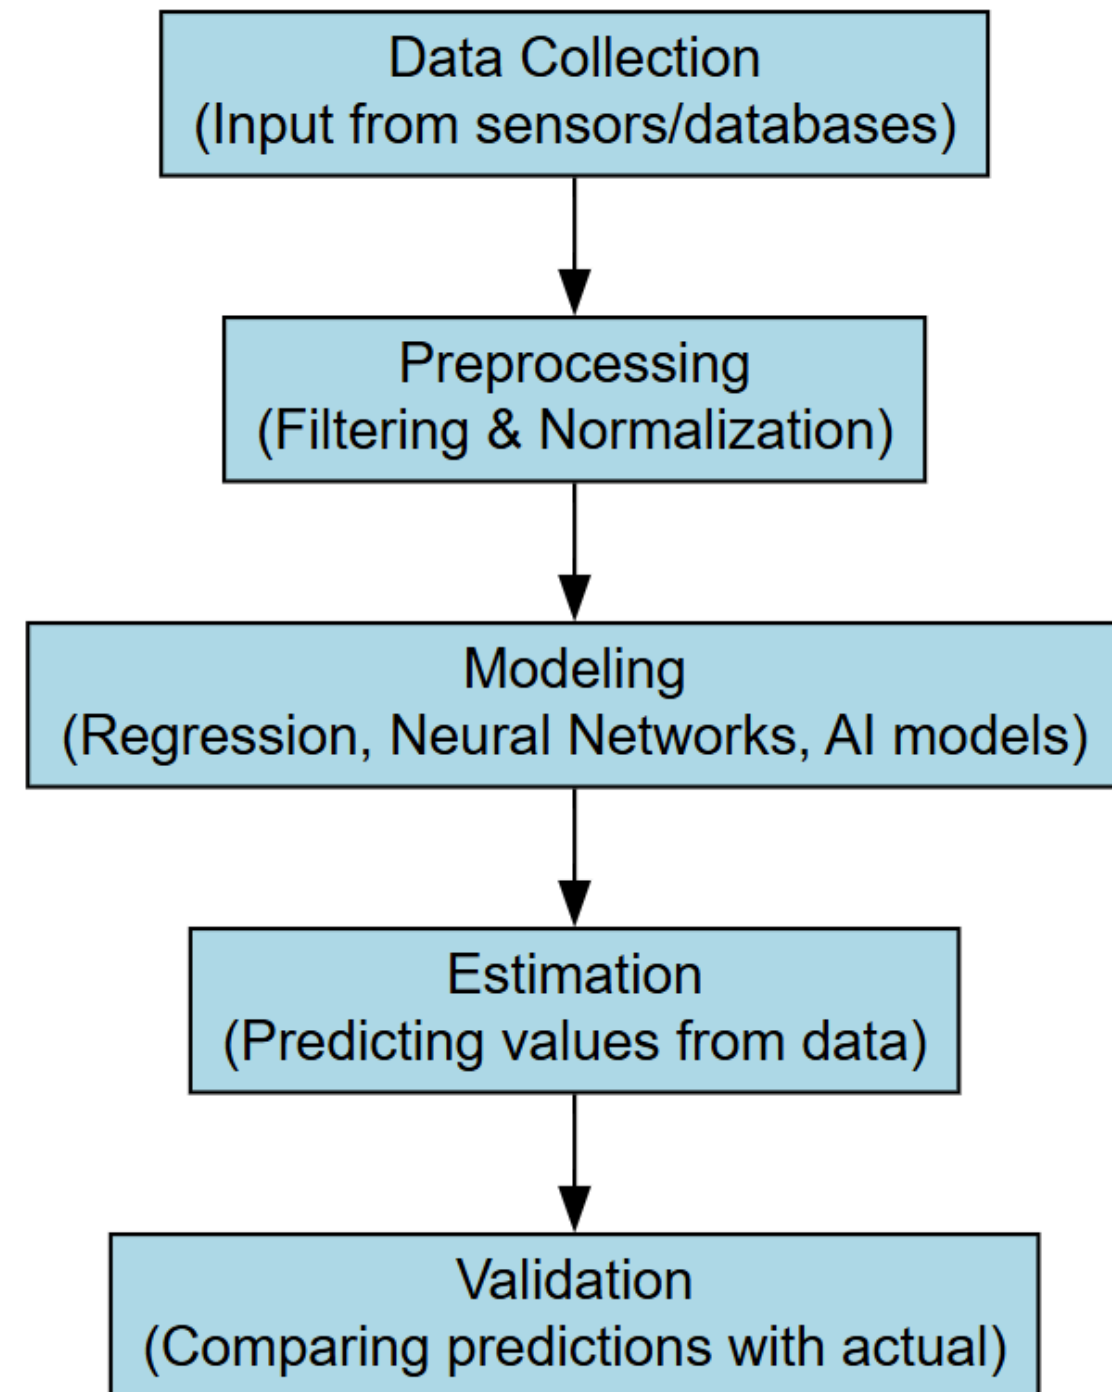 Data Collection
(Input from sensors/databases)
Preprocessing
(Filtering & Normalization)
Modeling
(Regression, Neural Networks, AI models)
Estimation
(Predicting values from data)
Validation
(Comparing predictions with actual)